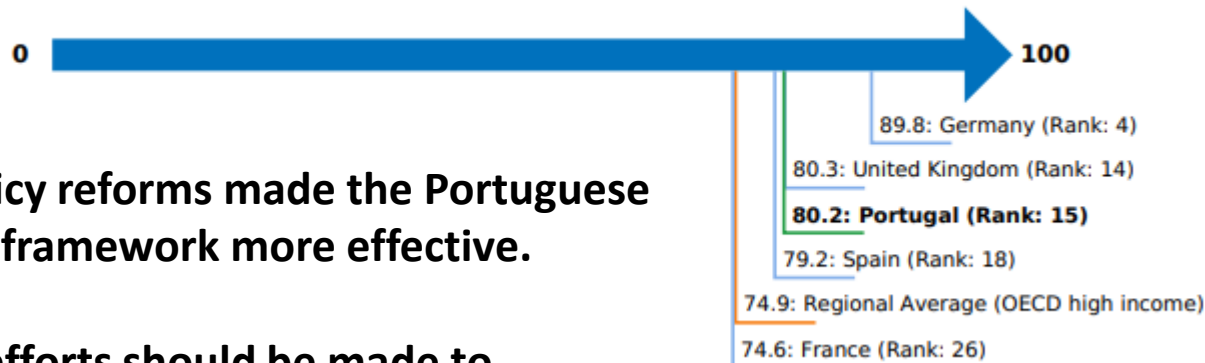 0
100
89.8: Germany (Rank: 4)
80.3: United Kingdom (Rank: 14)
80.2: Portugal (Rank: 15)
79.2: Spain (Rank: 18)
74.9: Regional Average (OECD high income)
74.6: France (Rank: 26)
icy reforms made the Portuguese
framework more effective.
efforts should be made to